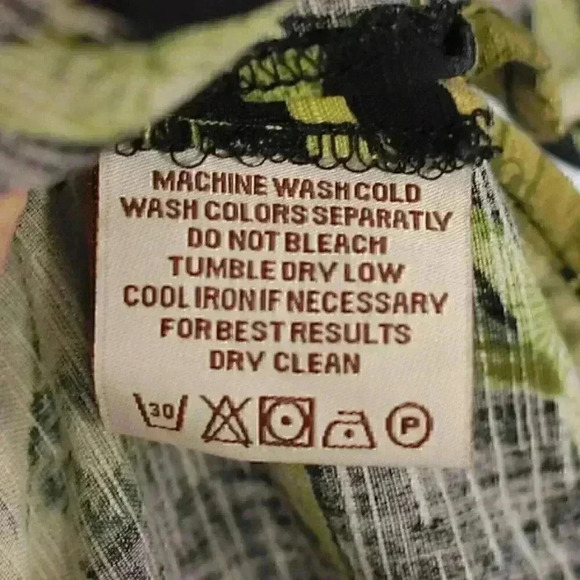 MACHINE WASH COLD
WASH COLORS SEPARATLY
DO NOT BLEACH
TUMBLE DRY LOW
COOL IRON IF NECESSARY
FOR BEST RESULTS
DRY CLEAN
30 P